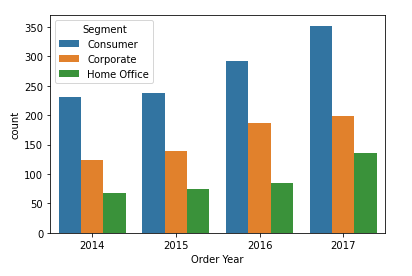 Segment
Consumer
Corporate
Home Office
350
300
250
200
150
100
50
0
count
2014 2015 2016 2017
Order Year